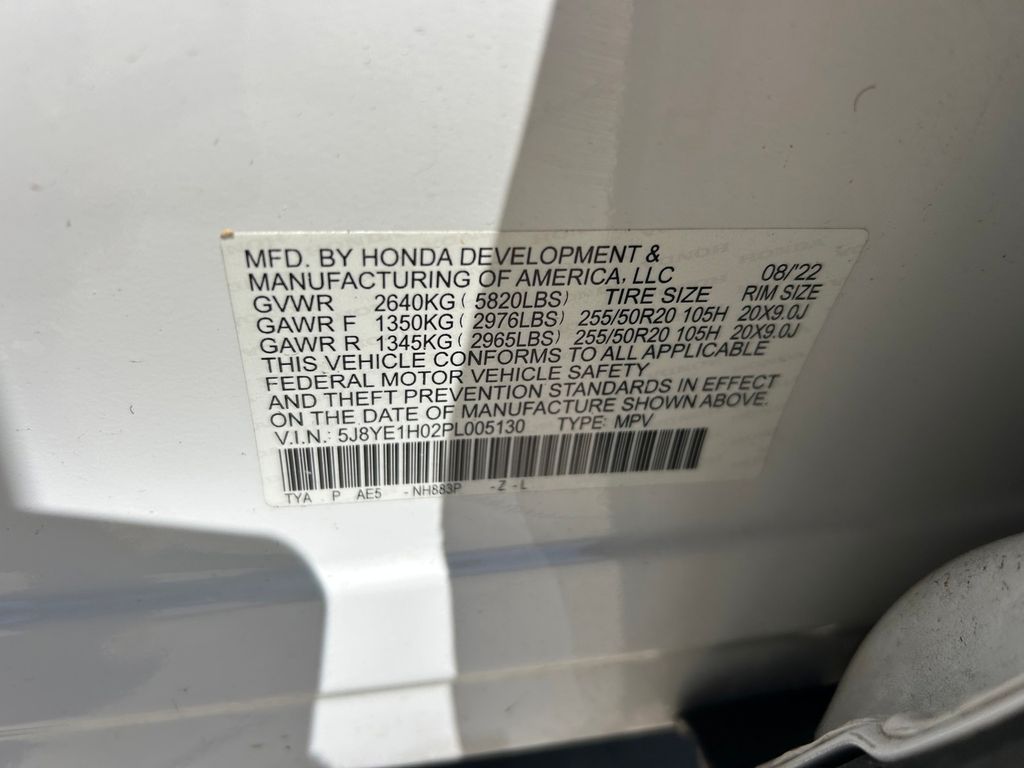 MFD. BY HONDA DEVELOPMENT &
MANUFACTURING OF AMERICA, LLC 08/'22
GVWR 2640KG ( 5820LBS) TIRE SIZE RIM SIZE
GAWR F 1350KG ( 2976LBS) 255/50R20 105H 20X9.0J
GAWR R 1345KG ( 2965LBS) 255/50R20 105H 20X9.0J
THIS VEHICLE CONFORMS TO ALL APPLICABLE
FEDERAL MOTOR VEHICLE SAFETY
AND THEFT PREVENTION STANDARDS IN EFFECT
ON THE DATE OF MANUFACTURE SHOWN ABOVE.
V.I.N.: 5J8YE1H02PL005130 TYPE: MPV
TYA P AE5 - NH883P - Z - L